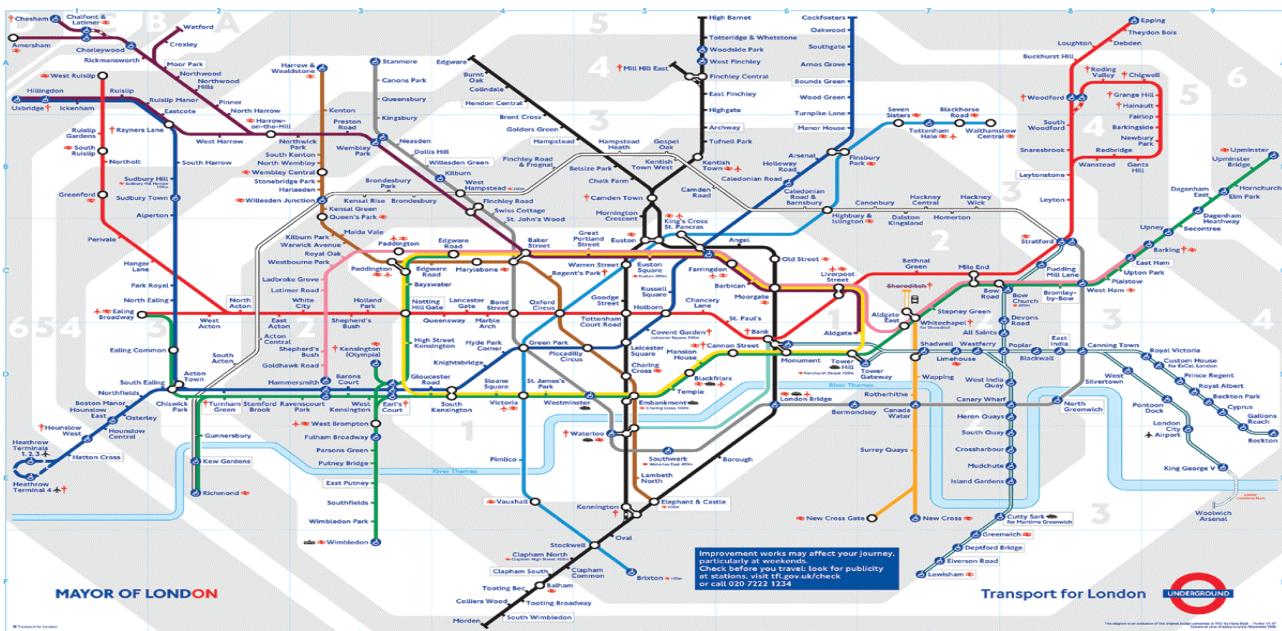 1 2 3 4 5 6 7 8 9
D C B A
Chesham
Chalfont &
Latimer
Amersham
Chorleywood
Rickmansworth
Watford
Croxley
Moor Park
Northwood
Northwood
Hills
Pinner
North Harrow
Harrow-
on-the-Hill
West Harrow
West Ruislip
Hillingdon
Uxbridge
Ickenham
Ruislip
Ruislip Manor
Eastcote
Ruislip
Gardens
South
Ruislip
Northolt
Greenford
Perivale
Hanger
Lane
Rayners Lane
South Harrow
Sudbury Hill
Sudbury Town
Alperton
Park Royal
North Ealing
Ealing
Broadway
Ealing Common
South Ealing
Northfields
Boston Manor
Hounslow
East
Osterley
Hounslow
Central
Hounslow
West
Hatton Cross
Heathrow
Terminals
1, 2, 3
Heathrow
Terminal 4
Acton
Town
South
Acton
Acton
Central
North
Acton
West
Acton
East
Acton
White
City
Shepherd's
Bush
Goldhawk Road
Hammersmith
Chiswick
Park
Turnham
Green
Stamford
Brook
Ravenscourt
Park
West
Kensington
Barons
Court
Earl's
Court
Gunnersbury
Kew Gardens
Richmond
Harrow &
Wealdstone
Kenton
Preston
Road
Northwick
Park
South Kenton
North Wembley
Wembley Central
Stonebridge Park
Harlesden
Willesden Junction
Kensal Rise
Kensal Green
Queen's Park
Kilburn Park
Maida Vale
Warwick Avenue
Royal Oak
Westbourne Park
Ladbroke Grove
Latimer Road
Stanmore
Canons Park
Queensbury
Kingsbury
Wembley
Park
Neasden
Dollis Hill
Willesden Green
Kilburn
West
Hampstead
Brondesbury
Park
Brondesbury
Finchley Road
& Frognal
Finchley Road
Swiss Cottage
St. John's Wood
Paddington
Paddington
Edgware
Road
Edgware
Road
Marylebone
Baker
Street
Bayswater
Notting
Hill Gate
Holland
Park
Shepherd's
Bush
Queensway
Lancaster
Gate
Marble
Arch
Bond
Street
Oxford
Circus
Kensington
(Olympia)
High Street
Kensington
Gloucester
Road
South
Kensington
Knightsbridge
Hyde Park
Corner
Sloane
Square
Green Park
Piccadilly
Circus
Victoria
St. James's
Park
Westminster
Pimlico
Vauxhall
Stockwell
Brixton
West Brompton
Fulham Broadway
Parsons Green
Putney Bridge
East Putney
Southfields
Wimbledon Park
Wimbledon
Edgware
Burnt
Oak
Colindale
Hendon Central
Brent Cross
Golders Green
Hampstead
Belsize Park
Chalk Farm
Camden Town
Mornington
Crescent
Euston
Hampstead
Heath
Gospel
Oak
Kentish
Town West
Camden
Road
High Barnet
Totteridge & Whetstone
Woodside Park
West Finchley
Mill Hill East
Finchley Central
East Finchley
Highgate
Archway
Tufnell Park
Kentish
Town
Cockfosters
Oakwood
Southgate
Arnos Grove
Bounds Green
Wood Green
Turnpike Lane
Manor House
Seven
Sisters
Tottenham
Hale
Blackhorse
Road
Walthamstow
Central
Arsenal
Finsbury
Park
Holloway
Road
Caledonian Road
Caledonian
Road &
Barnsbury
Highbury &
Islington
Canonbury
Dalston
Kingsland
Hackney
Central
Homerton
Hackney
Wick
King's Cross
St. Pancras
Great
Portland
Street
Warren Street
Regent's Park
Euston
Square
Goodge
Street
Russell
Square
Tottenham
Court Road
Holborn
Chancery
Lane
Covent Garden
Leicester
Square
Charing
Cross
Embankment
Waterloo
Southwark
Lambeth
North
Elephant & Castle
Kennington
Oval
Clapham North
Clapham
Common
Clapham South
Balham
Tooting Bec
Tooting Broadway
Colliers Wood
South Wimbledon
Morden
Angel
Farringdon
Barbican
Moorgate
Old Street
Liverpool
Street
St. Paul's
Bank
Cannon Street
Mansion
House
Blackfriars
Temple
Monument
Tower
Hill
Tower
Gateway
Aldgate
Aldgate
East
London Bridge
Borough
Bethnal
Green
Shoreditch
Whitechapel
Stepney Green
Mile End
Bow
Road
Bow
Church
Bromley-
by-Bow
Pudding
Mill Lane
Stratford
Devons
Road
All Saints
Shadwell
Limehouse
Westferry
Poplar
Blackwall
East
India
Canning Town
Wapping
Rotherhithe
Bermondsey
Canada
Water
Surrey Quays
New Cross Gate
New Cross
West India
Quay
Canary Wharf
Heron Quays
South Quay
Crossharbour
Mudchute
Island Gardens
Cutty Sark
for Maritime Greenwich
Greenwich
Deptford Bridge
Elverson Road
Lewisham
North
Greenwich
West
Silvertown
Pontoon
Dock
London
City
Airport
King George V
Woolwich
Arsenal
Royal Victoria
Custom House
for ExCeL London
Prince Regent
Royal Albert
Beckton Park
Cyprus
Gallions
Reach
Beckton
Epping
Theydon Bois
Debden
Loughton
Buckhurst Hill
Roding
Valley
Chigwell
Grange Hill
Hainault
Fairlop
Barkingside
Newbury
Park
Gants
Hill
Redbridge
Wanstead
Woodford
South
Woodford
Snaresbrook
Leytonstone
Leyton
Upminster
Upminster
Bridge
Hornchurch
Elm Park
Dagenham
East
Dagenham
Heathway
Becontree
Upney
Barking
East Ham
Upton Park
Plaistow
West Ham
River Thames
River Thames
Improvement works may affect your journey,
particularly at weekends.
Check before you travel; look for publicity
at stations, visit tfl.gov.uk/check
or call 020 7222 1234
MAYOR OF LONDON
Transport for London
UNDERGROUND